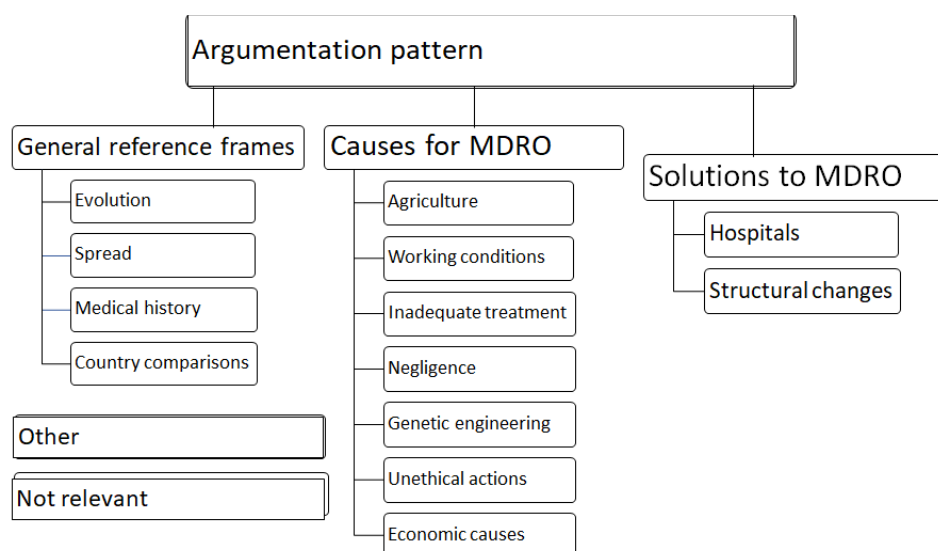 Argumentation pattern
General reference frames
Evolution
Spread
Medical history
Country comparisons
Causes for MDRO
Agriculture
Working conditions
Inadequate treatment
Negligence
Genetic engineering
Unethical actions
Economic causes
Solutions to MDRO
Hospitals
Structural changes
Other
Not relevant